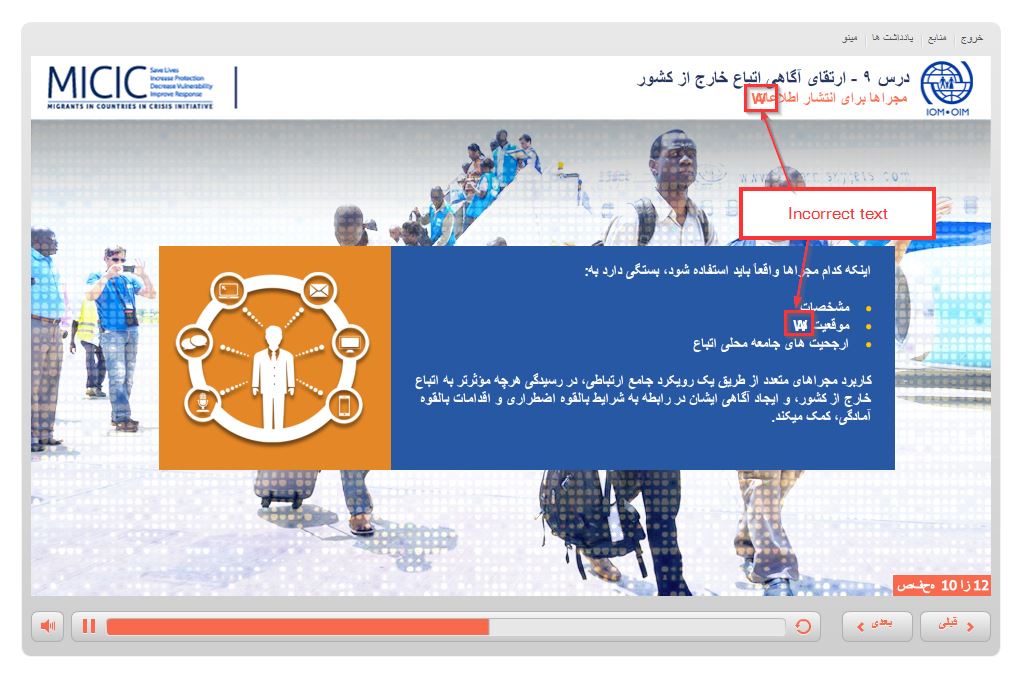 خروج
منابع
یادداشت ها
مینو
MICIC
Save Lives
Increase Protection
Decrease Vulnerability
Improve Response
MIGRANTS IN COUNTRIES IN CRISIS INITIATIVE
درس ۹ - ارتقای آگاهی اتباع خارج از کشور
مجراها برای انتشار اطلاعات
IOM•OIM
Incorrect text
اینکه کدام مجراها واقعاً باید استفاده شود، بستگی دارد به:
مشخصات
موقعیت
ارجحیت های جامعه محلی اتباع
کاربرد مجراهای متعدد از طریق یک رویکرد جامع ارتباطی، در رسیدگی هرچه مؤثرتر به اتباع
خارج از کشور، و ایجاد آگاهی ایشان در رابطه به شرایط بالقوه اضطراری و اقدامات بالقوه
آمادگی، کمک میکند.
صفحه 10 از 12
قبلی
بعدی